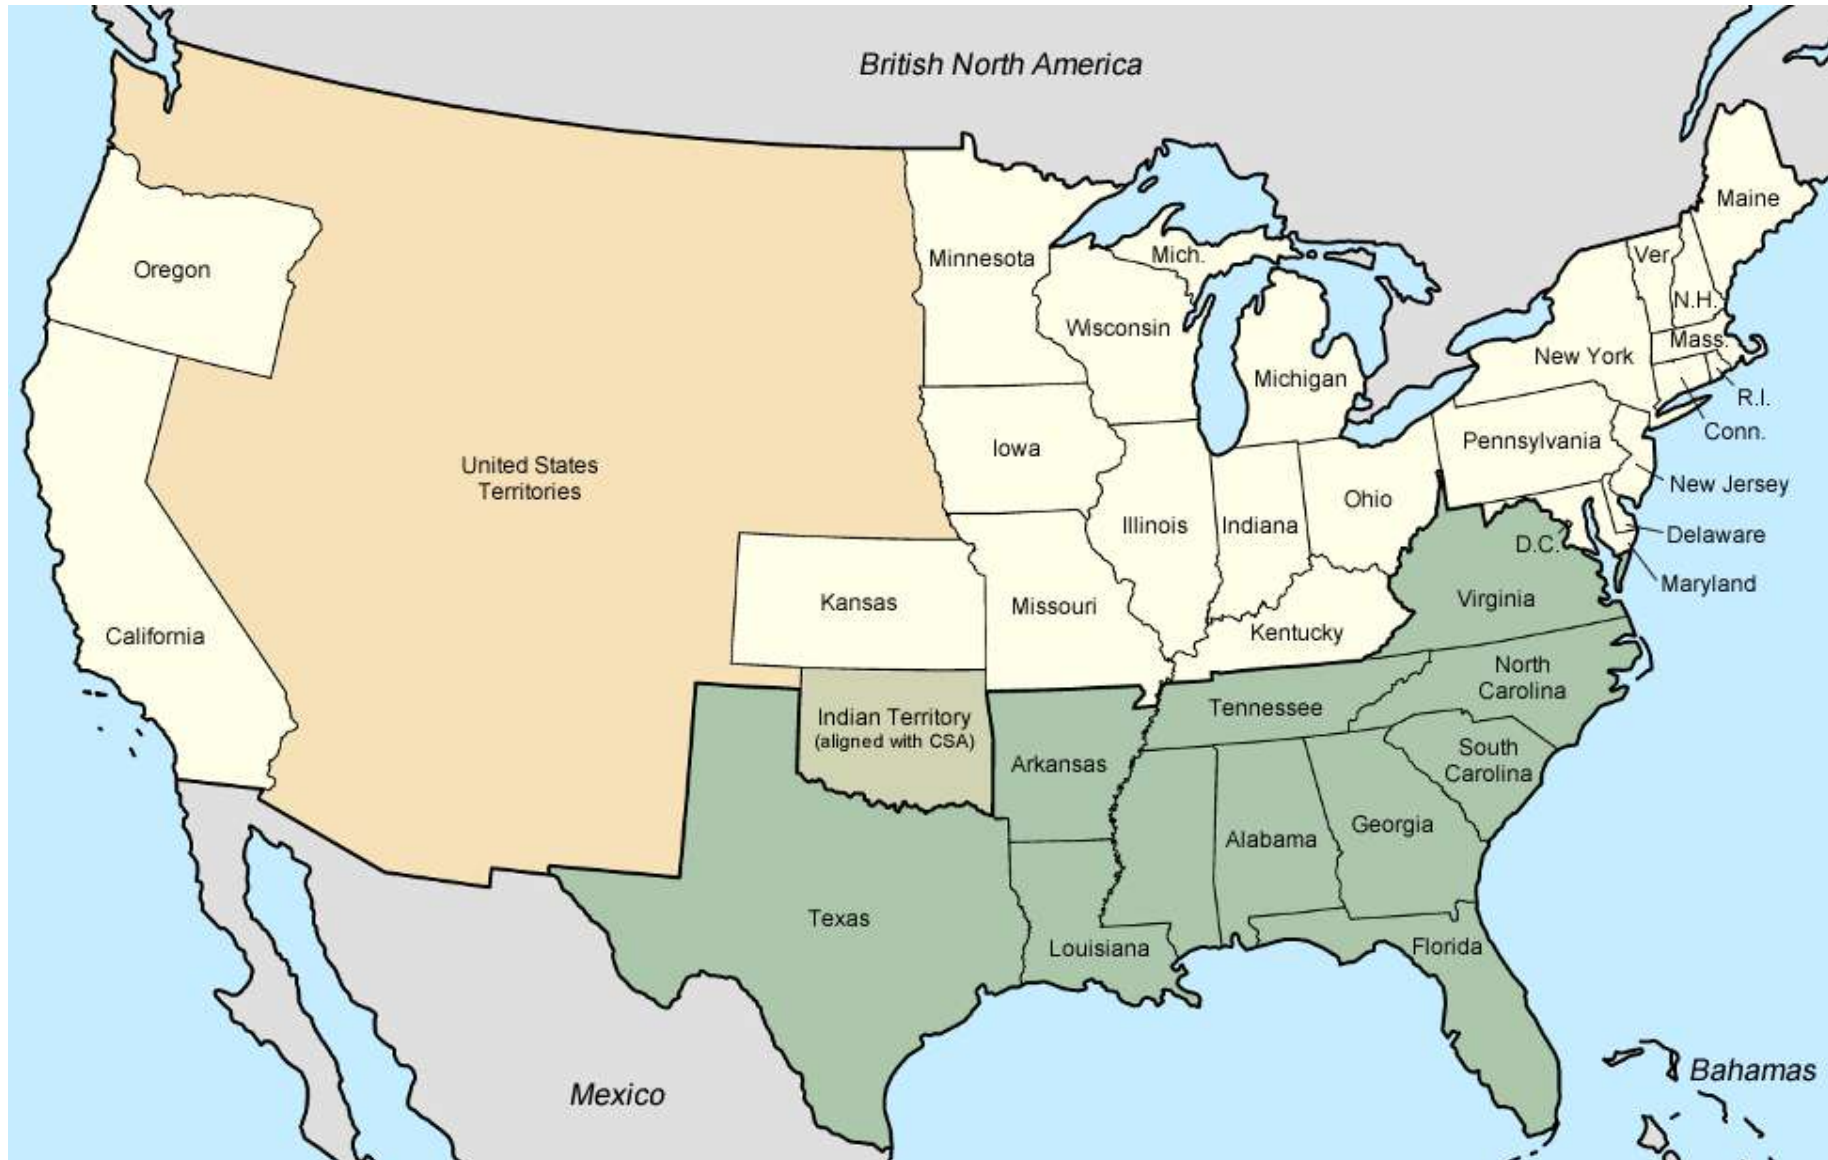 British North America
Maine
Ver.
Minnesota
Mich.
Oregon
N.H.
Wisconsin
Mass.
New York
Michigan
R.I.
Conn.
Pennsylvania
Iowa
United States
Territories
New Jersey
Ohio
Illinois
Indiana
Delaware
D.C.
Maryland
Kansas
Missouri
Virginia
Kentucky
California
North
Carolina
Tennessee
Indian Territory
(aligned with CSA)
South
Carolina
Arkansas
Georgia
Alabama
Texas
Louisiana
Florida
Bahamas
Mexico